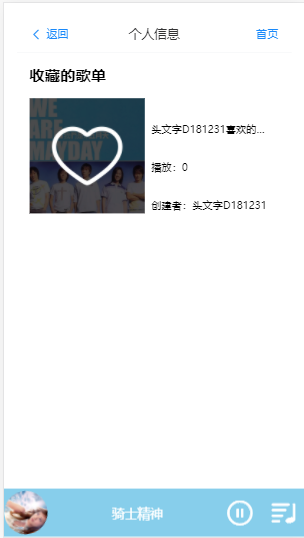 返回 个人信息 首页
收藏的歌单
WE
ARE
MAYDAY
头文字D181231喜欢的...
播放：0
创建者：头文字D181231
骑士精神